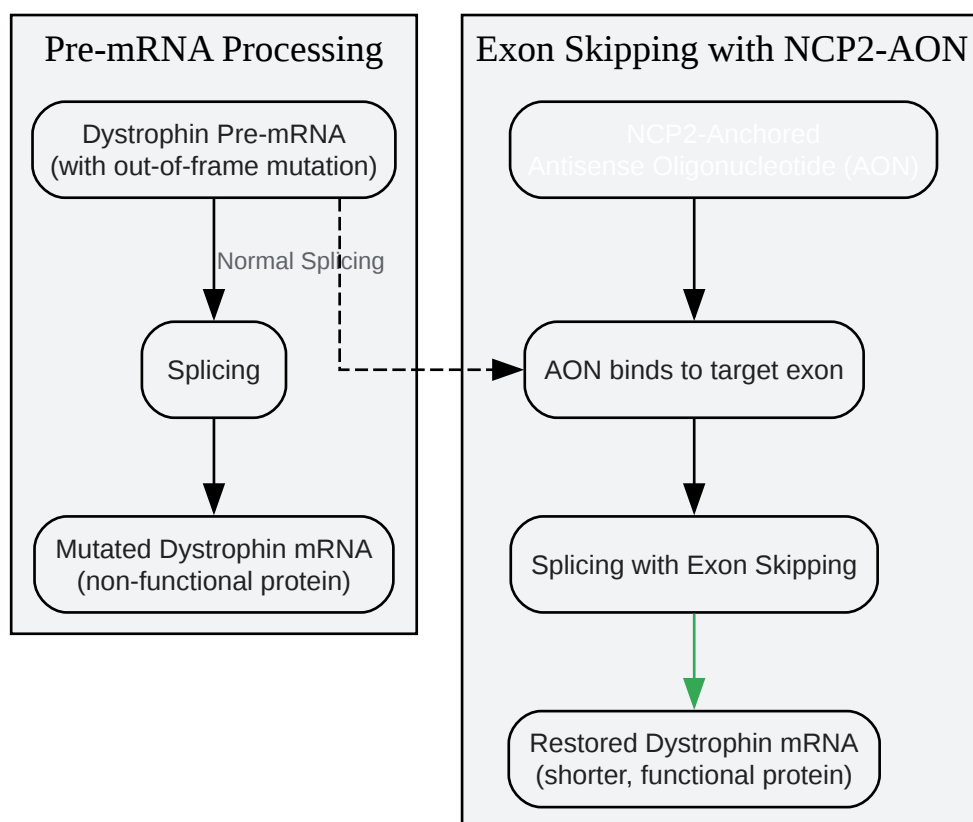 Pre-mRNA Processing
Dystrophin Pre-mRNA
(with out-of-frame mutation)
Normal Splicing
Splicing
Mutated Dystrophin mRNA
(non-functional protein)
Exon Skipping with NCP2-AON
NCP2-Anchored
Antisense Oligonucleotide (AON)
AON binds to target exon
Splicing with Exon Skipping
Restored Dystrophin mRNA
(shorter, functional protein)